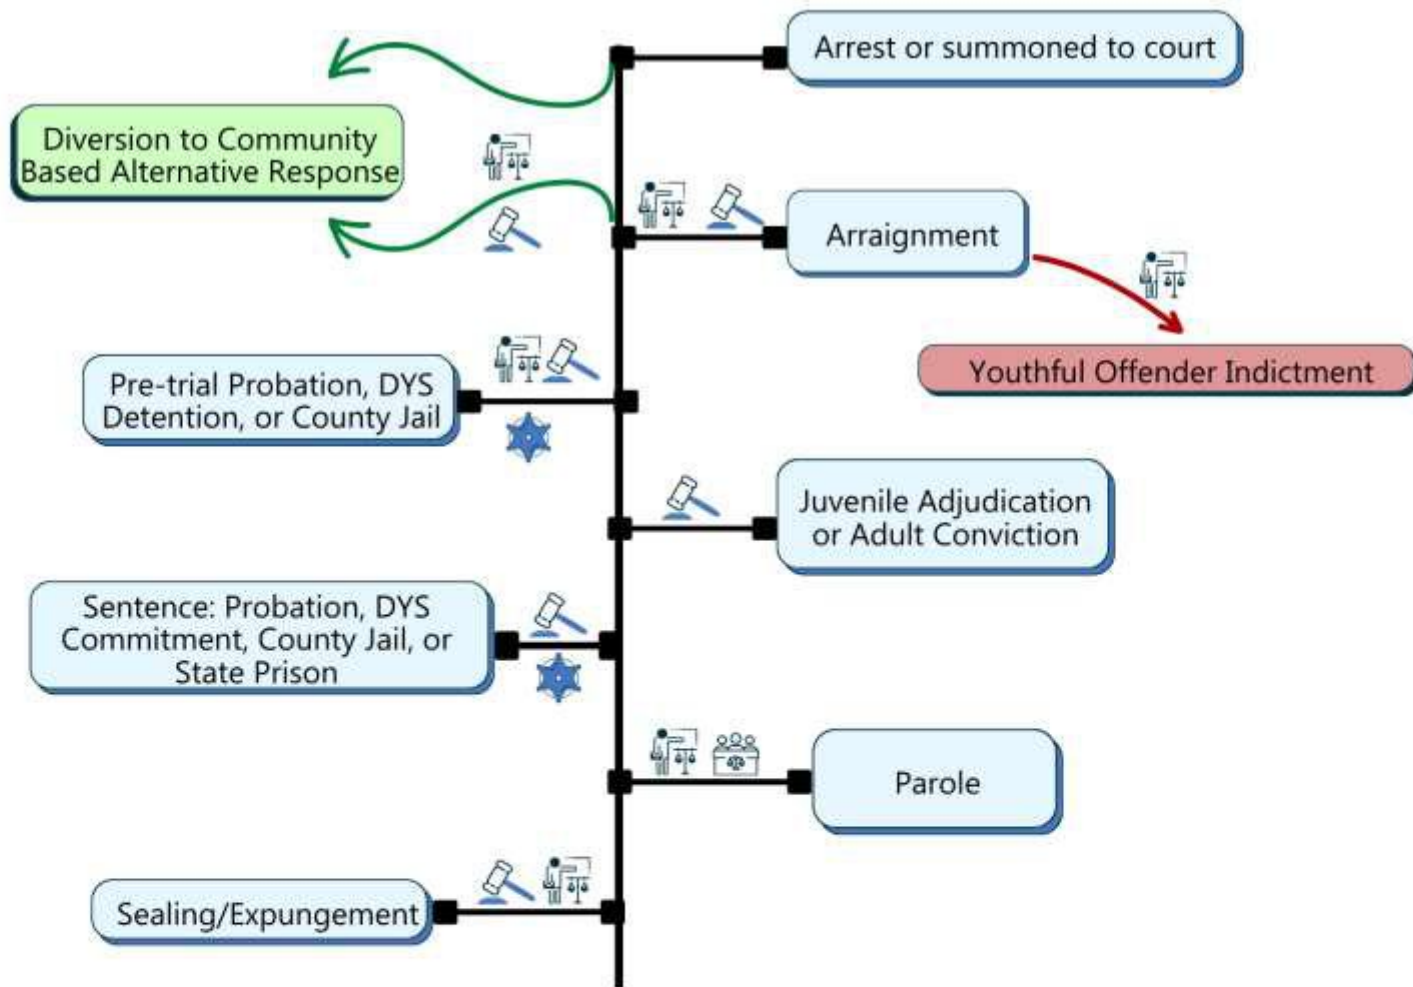 Arrest or summoned to court
Diversion to Community
Based Alternative Response
Arraignment
Youthful Offender Indictment
Pre-trial Probation, DYS
Detention, or County Jail
Juvenile Adjudication
or Adult Conviction
Sentence: Probation, DYS
Commitment, County Jail, or
State Prison
Parole
Sealing/Expungement